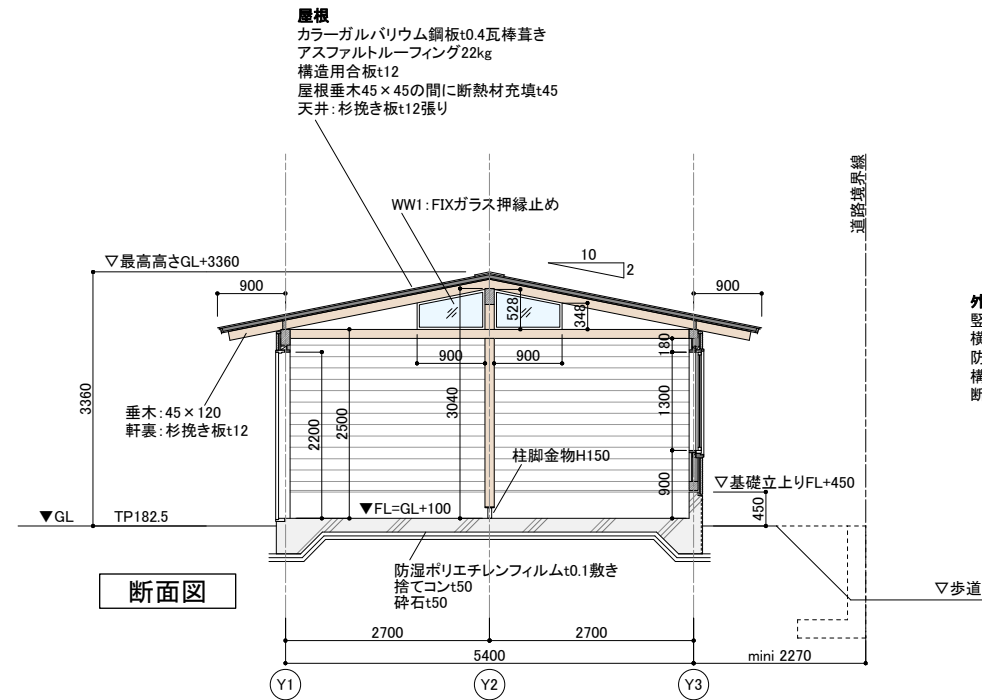 屋根
カラーガルバリウム鋼板t0.4瓦棒葺き
アスファルトルーフィング22kg
構造用合板t12
屋根垂木45×45の間に断熱材充填t45
天井:杉挽き板t12張り
道路境界線
WW1:FIXガラス押縁止め
▽最高高さGL+3360
10
2
900
900
外
竪
横
防
構
断
528
348
900
900
180
3360
2200
2500
3040
1300
900
垂木:45×120
軒裏:杉挽き板t12
柱脚金物H150
▽基礎立上りFL+450
450
▼FL=GL+100
▼GL
TP182.5
断面図
防湿ポリエチレンフィルムt0.1敷き
捨てコンt50
砕石t50
▽歩道
2700
2700
5400
mini 2270
Y1
Y2
Y3